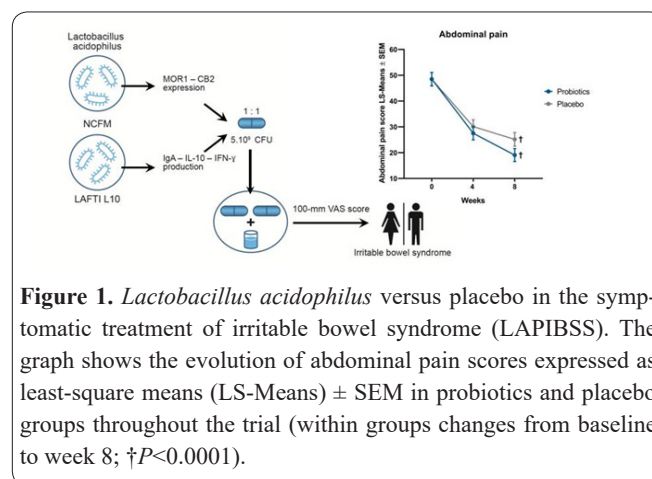 Lactobacillus
acidophilus
NCFM
MOR1 – CB2
expression
LAFTI L10
IgA – IL-10 – IFN-γ
production
1 : 1
5.10⁹ CFU
+
100-mm VAS score
Irritable bowel syndrome
Abdominal pain
Abdominal pain score LS-Means ± SEM
60
50
40
30
20
10
0
4
8
Weeks
Probiotics
Placebo
†
†
Figure 1. Lactobacillus acidophilus versus placebo in the symp-
tomatic treatment of irritable bowel syndrome (LAPIBSS). The
graph shows the evolution of abdominal pain scores expressed as
least-square means (LS-Means) ± SEM in probiotics and placebo
groups throughout the trial (within groups changes from baseline
to week 8; †P<0.0001).